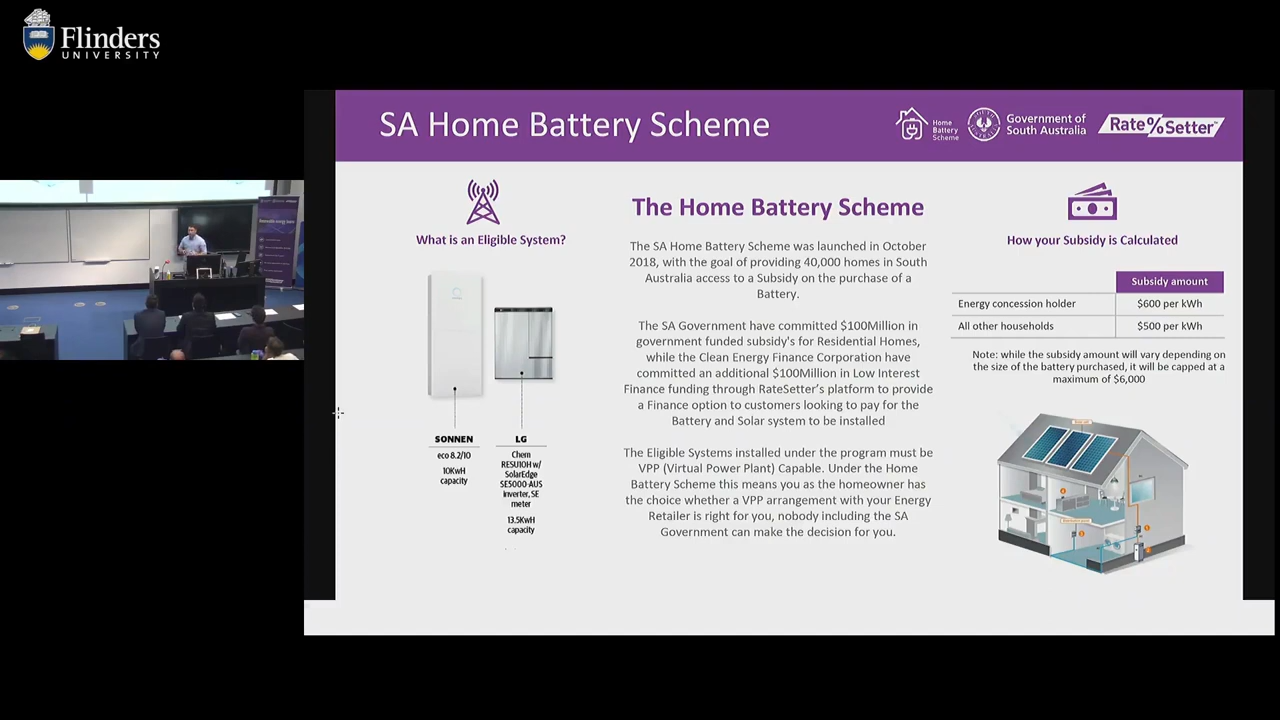 Flinders
UNIVERSITY
SA Home Battery Scheme
Home
Battery
Scheme
Government of
South Australia
Rate%Setter
What is an Eligible System?
SONNEN
eco 8.2/10
10KwH
capacity
LG
Chem
RESU10H w/
SolarEdge
SE5000-AUS
inverter, SE
meter
13.5KwH
capacity
The Home Battery Scheme
The SA Home Battery Scheme was launched in October
2018, with the goal of providing 40,000 homes in South
Australia access to a Subsidy on the purchase of a
Battery.
The SA Government have committed $100Million in
government funded subsidy's for Residential Homes,
while the Clean Energy Finance Corporation have
committed an additional $100Million in Low Interest
Finance funding through RateSetter's platform to provide
a Finance option to customers looking to pay for the
Battery and Solar system to be installed
The Eligible Systems installed under the program must be
VPP (Virtual Power Plant) Capable. Under the Home
Battery Scheme this means you as the homeowner has
the choice whether a VPP arrangement with your Energy
Retailer is right for you, nobody including the SA
Government can make the decision for you.
How your Subsidy is Calculated
Subsidy amount
Energy concession holder $600 per kWh
All other households $500 per kWh
Note: while the subsidy amount will vary depending on
the size of the battery purchased, it will be capped at a
maximum of $6,000